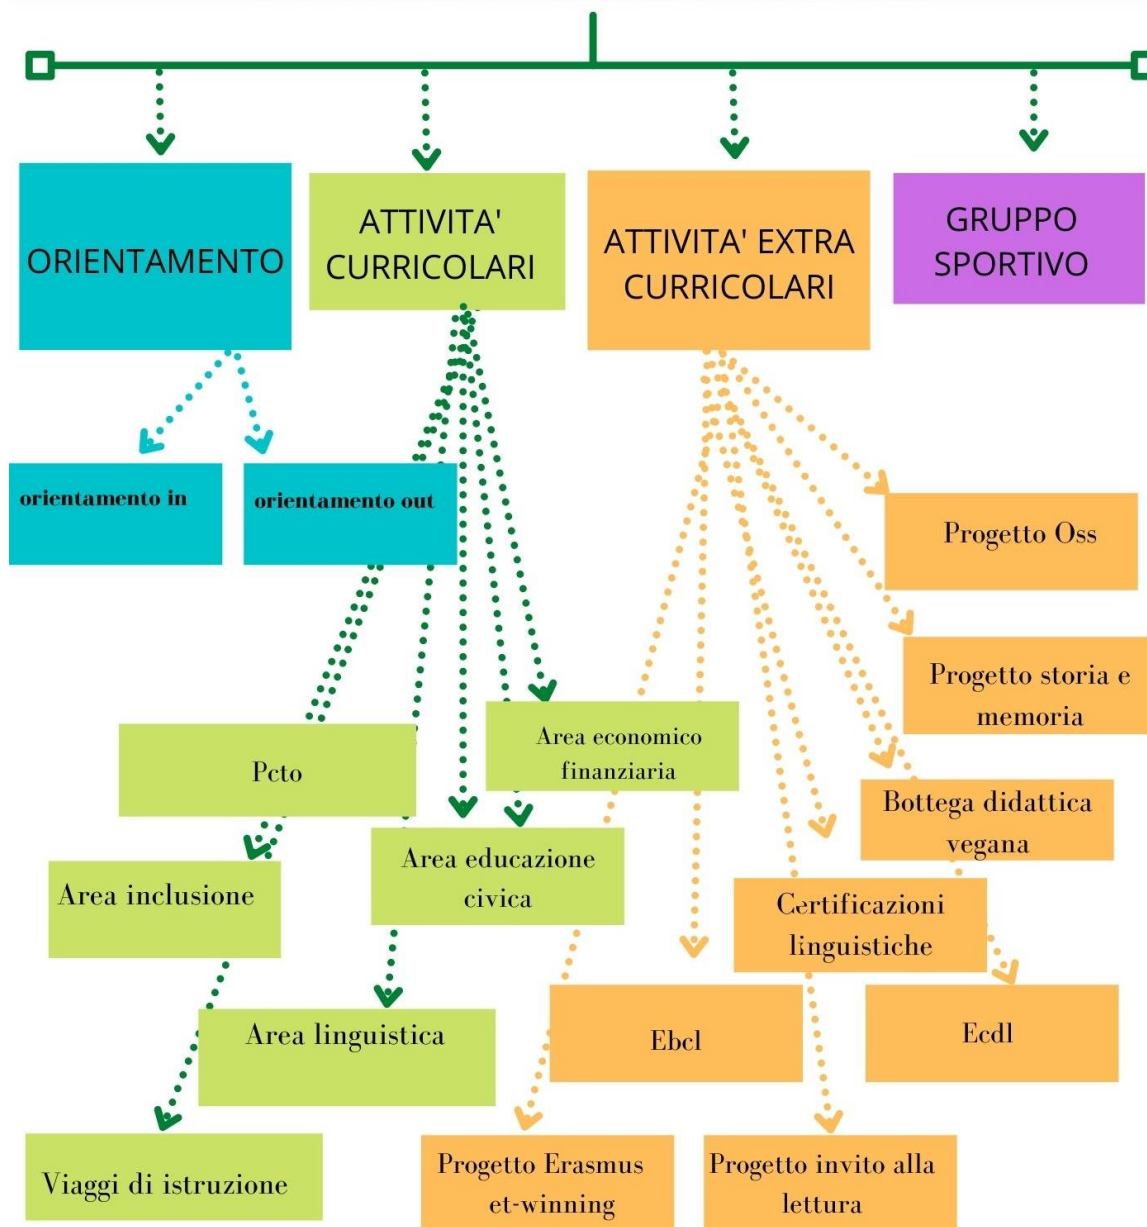 ORIENTAMENTO
ATTIVITA'
CURRICOLARI
ATTIVITA' EXTRA
CURRICOLARI
GRUPPO
SPORTIVO
orientamento in
orientamento out
Progetto Oss
Progetto storia e
memoria
Area economico
finanziaria
Pcto
Bottega didattica
vegana
Area educazione
civica
Area inclusione
Certificazioni
linguistiche
Area linguistica
Ebcl
Ecdl
Viaggi di istruzione
Progetto Erasmus
et-winning
Progetto invito alla
lettura